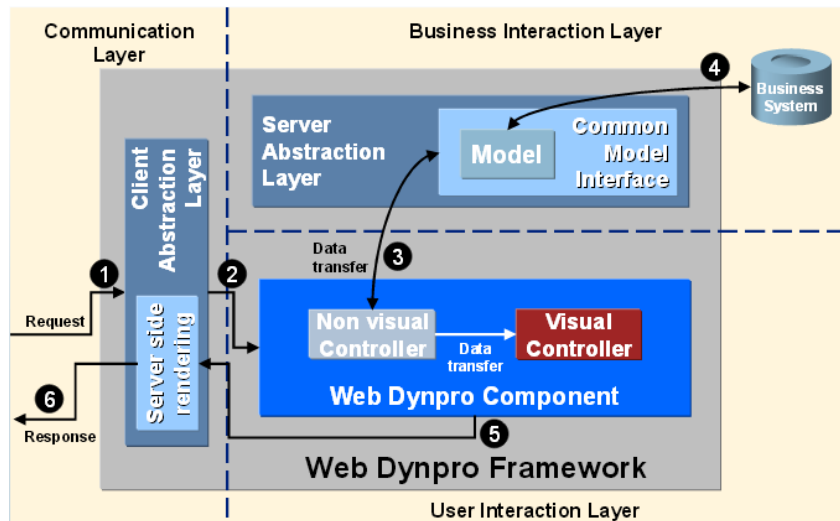 Communication
Layer
Business Interaction Layer
4
Business
System
Server
Abstraction
Layer
Model
Common
Model
Interface
Client
Abstraction
Layer
Data
transfer
3
1
2
Request
Server side
rendering
Non visual
Controller
Data
transfer
Visual
Controller
Web Dynpro Component
6
Response
5
Web Dynpro Framework
User Interaction Layer